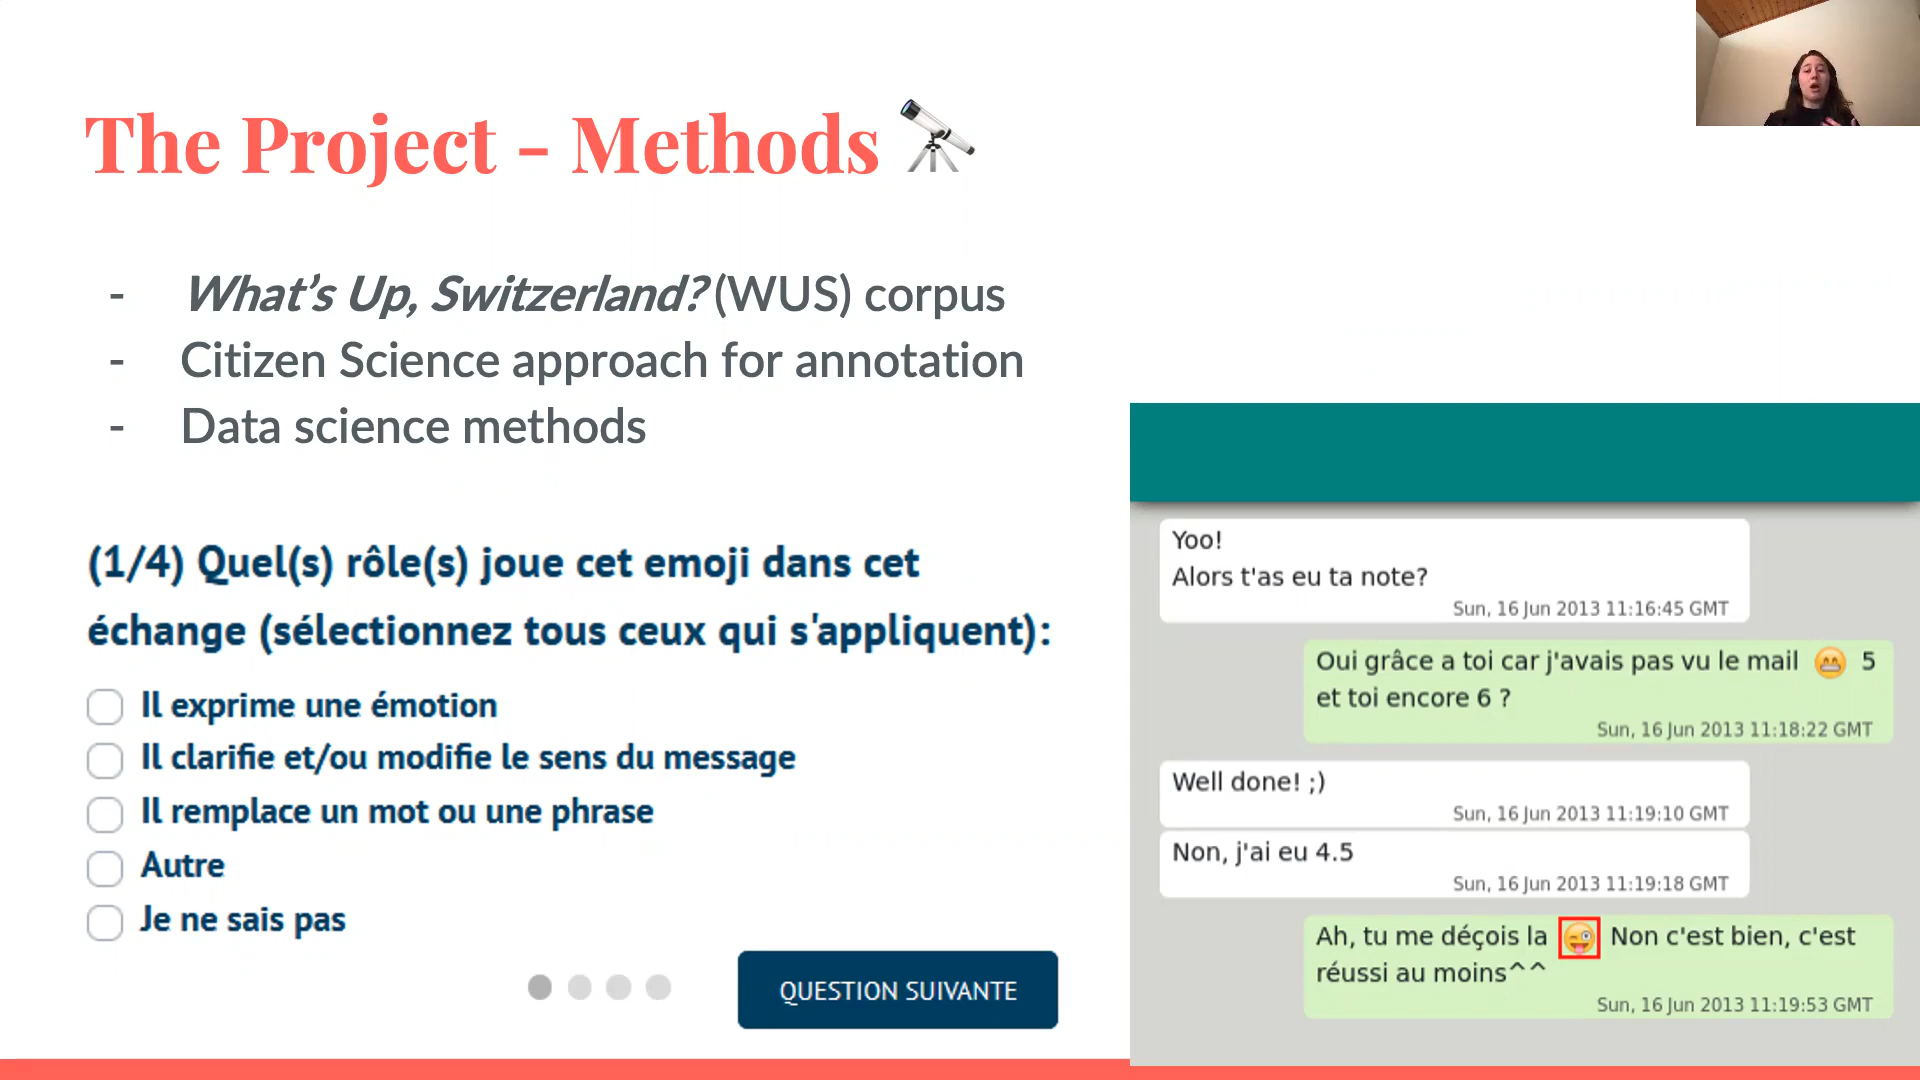 The Project - Methods 🔭
- What's Up, Switzerland? (WUS) corpus
- Citizen Science approach for annotation
- Data science methods
(1/4) Quel(s) rôle(s) joue cet emoji dans cet
échange (sélectionnez tous ceux qui s'appliquent):
Il exprime une émotion
Il clarifie et/ou modifie le sens du message
Il remplace un mot ou une phrase
Autre
Je ne sais pas
QUESTION SUIVANTE
Yoo!
Alors t'as eu ta note?
Sun, 16 Jun 2013 11:16:45 GMT
Oui grâce a toi car j'avais pas vu le mail 😁 5
et toi encore 6 ?
Sun, 16 Jun 2013 11:18:22 GMT
Well done! ;)
Sun, 16 Jun 2013 11:19:10 GMT
Non, j'ai eu 4.5
Sun, 16 Jun 2013 11:19:18 GMT
Ah, tu me déçois la 😜 Non c'est bien, c'est
réussi au moins^^
Sun, 16 Jun 2013 11:19:53 GMT